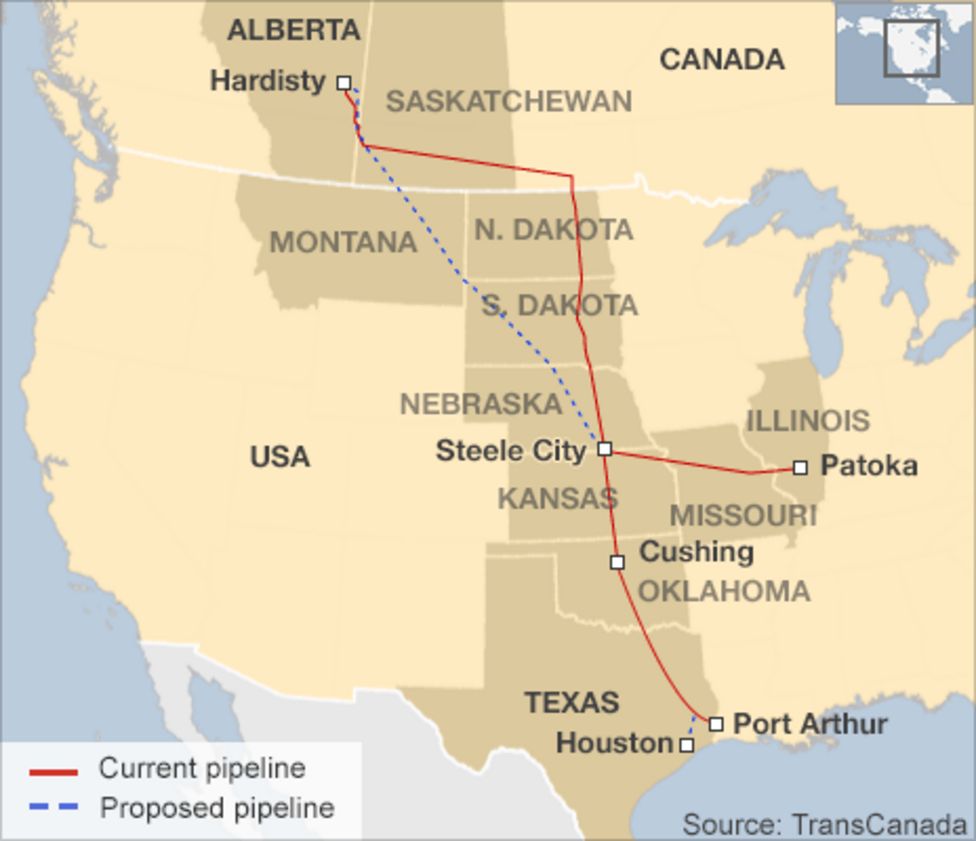 ALBERTA
CANADA
Hardisty
SASKATCHEWAN
MONTANA
N. DAKOTA
S. DAKOTA
NEBRASKA
ILLINOIS
Steele City
USA
Patoka
KANSAS
MISSOURI
Cushing
OKLAHOMA
TEXAS
Port Arthur
Houston
Current pipeline
Proposed pipeline
Source: TransCanada